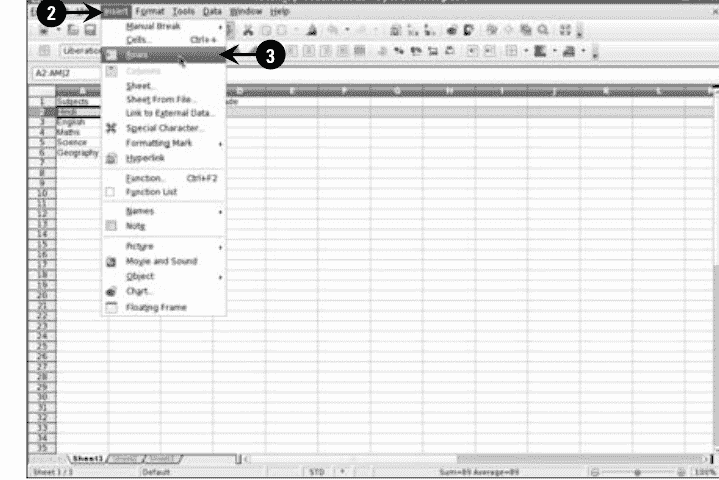 2
Insert Format Tools Data Window Help
Manual Break
Cells... Ctrl++
Rows
3
Columns
Sheet...
Sheet From File...
Link to External Data...
Special Character...
Formatting Mark
Hyperlink
Function... Ctrl+F2
Function List
Names
Note
Picture
Movie and Sound
Object
Chart...
Floating Frame
A2:AMJ2
1 Subjects
2 Hindi
3 English
4 Maths
5 Science
6 Geography
7
8
9
10
11
12
13
14
15
16
17
18
19
20
21
22
23
24
25
26
27
28
29
30
31
32
33
34
35
Sheet1
Sheet 1 / 3 Default STD * Sum=89 Average=89 100%